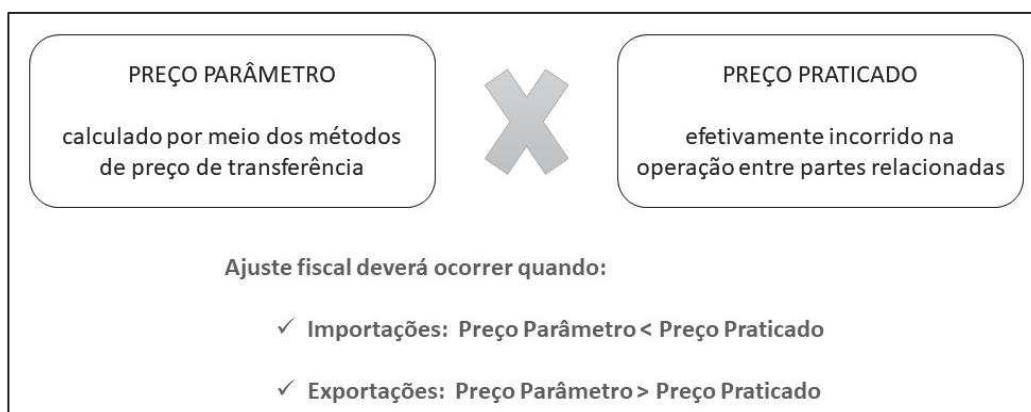 PREÇO PARÂMETRO
calculado por meio dos métodos
de preço de transferência
PREÇO PRATICADO
efetivamente incorrido na
operação entre partes relacionadas
Ajuste fiscal deverá ocorrer quando:
✓ Importações: Preço Parâmetro < Preço Praticado
✓ Exportações: Preço Parâmetro > Preço Praticado